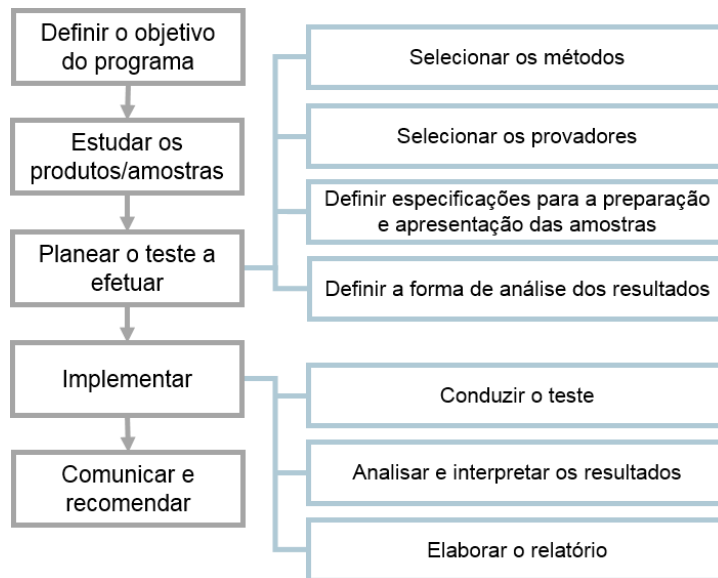 Definir o objetivo
do programa
Estudar os
produtos/amostras
Planear o teste a
efetuar
Implementar
Comunicar e
recomendar
Selecionar os métodos
Selecionar os provadores
Definir especificações para a preparação
e apresentação das amostras
Definir a forma de análise dos resultados
Conduzir o teste
Analisar e interpretar os resultados
Elaborar o relatório